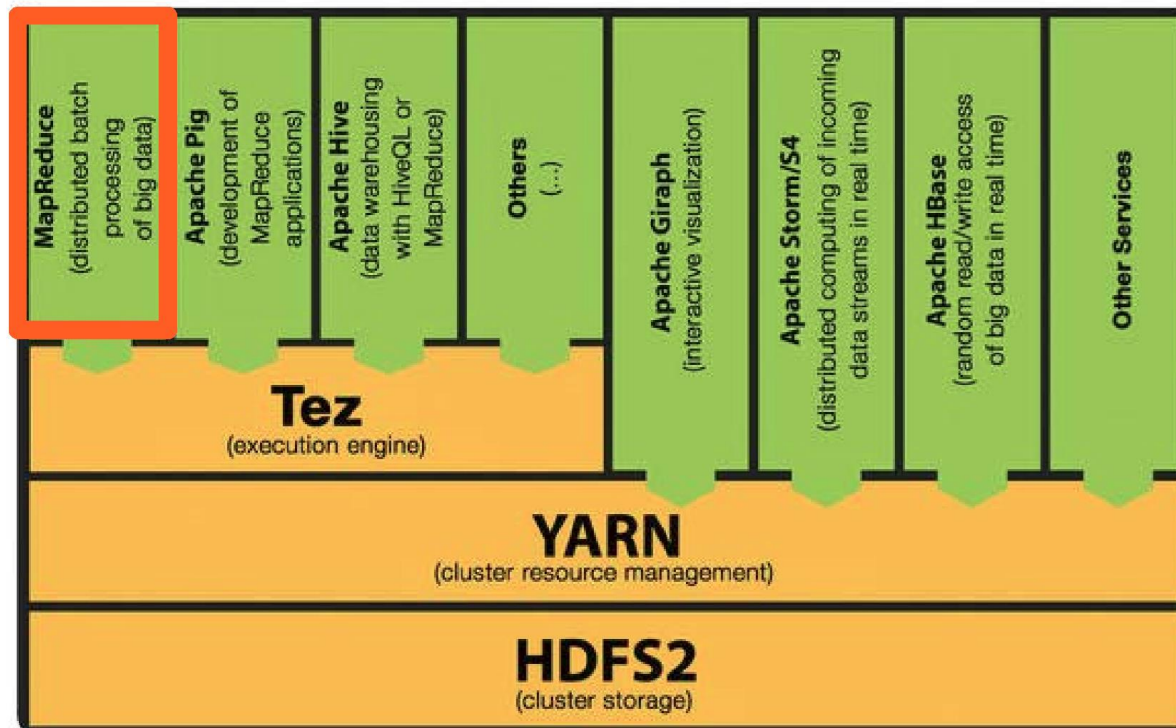 MapReduce
(distributed batch
processing
of big data)
Apache Pig
(development of
MapReduce
applications)
Apache Hive
(data warehousing
with HiveQL or
MapReduce)
Others
(...)
Apache Giraph
(interactive visualization)
Apache Storm/S4
(distributed computing of incoming
data streams in real time)
Apache HBase
(random read/write access
of big data in real time)
Other Services
Tez
(execution engine)
YARN
(cluster resource management)
HDFS2
(cluster storage)